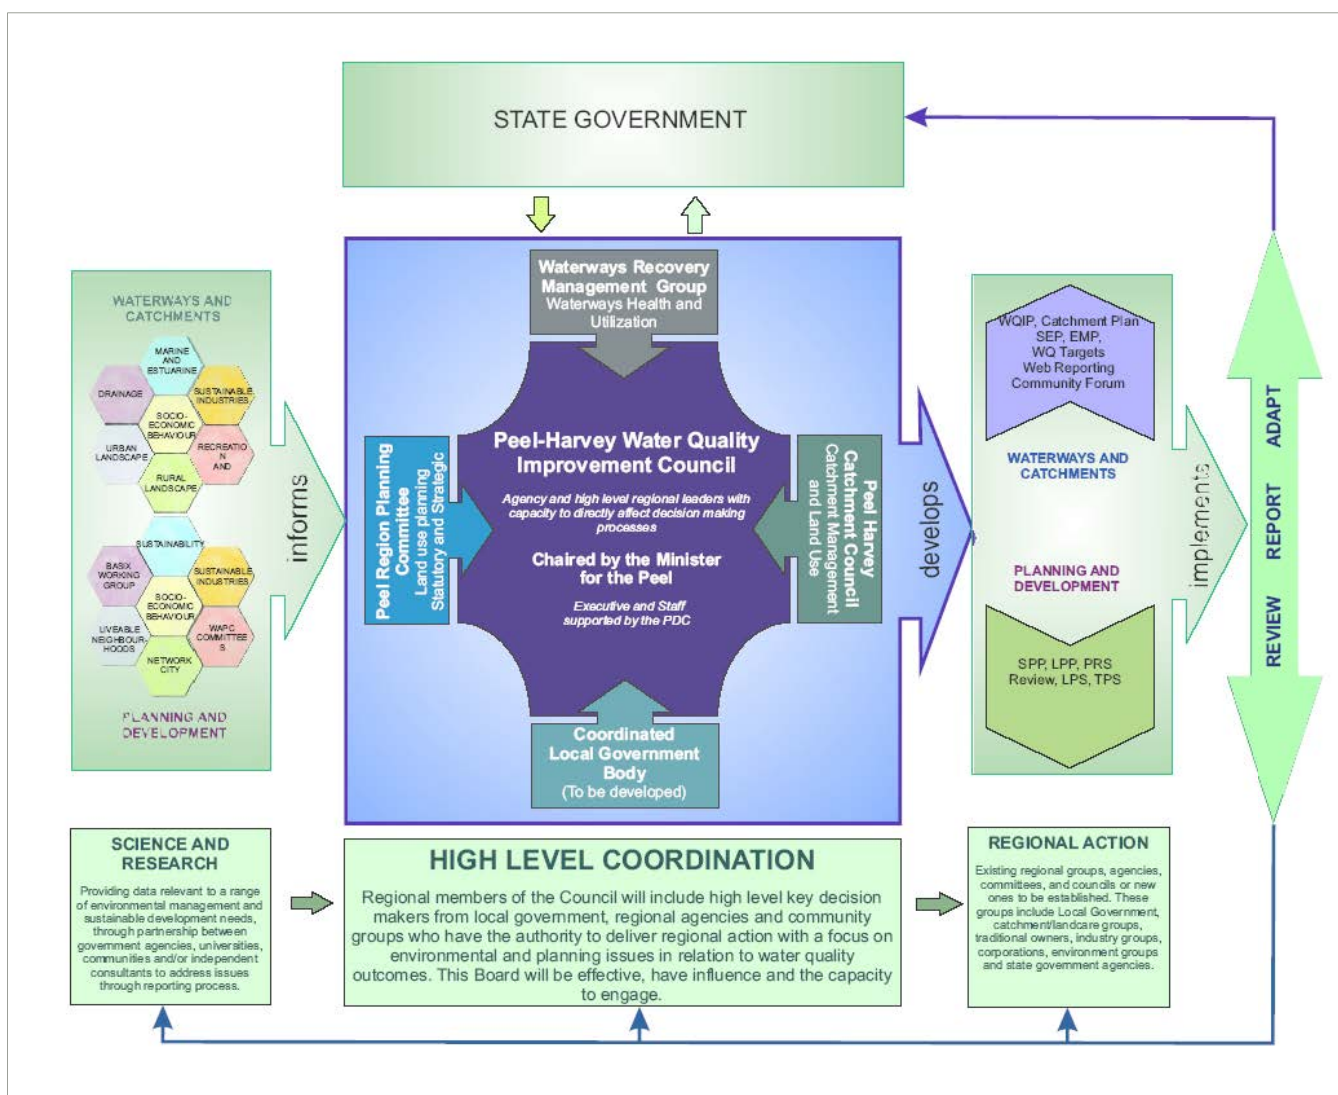 STATE GOVERNMENT
WATERWAYS AND
CATCHMENTS
MARINE
AND
ESTUARINE
DRAINAGE
SUSTAINABLE
INDUSTRIES
SOCIO-
ECONOMIC
BEHAVIOUR
URBAN
LANDSCAPE
RECREATIO
N AND
RURAL
LANDSCAPE
SUSTAINABILITY
BASIX
WORKING
GROUP
SUSTAINABLE
INDUSTRIES
SOCIO-
ECONOMIC
BEHAVIOUR
LIVEABLE
NEIGHBOUR-
HOODS
WAPC
COMMITTEE
S
NETWORK
CITY
PLANNING AND
DEVELOPMENT
informs
Waterways Recovery
Management Group
Waterways Health and
Utilization
Peel Region Planning
Committee
Land use planning
Statutory and Strategic
Peel-Harvey Water Quality
Improvement Council
Agency and high level regional leaders with
capacity to directly affect decision making
processes
Chaired by the Minister
for the Peel
Executive and Staff
supported by the PDC
Peel Harvey
Catchment Council
Catchment Management
and Land Use
Coordinated
Local Government
Body
(To be developed)
develops
WQIP, Catchment Plan
SEP, EMP,
WQ Targets
Web Reporting
Community Forum
WATERWAYS AND
CATCHMENTS
PLANNING AND
DEVELOPMENT
SPP, LPP, PRS
Review, LPS, TPS
implements
REVIEW REPORT ADAPT
SCIENCE AND
RESEARCH
Providing data relevant to a range
of environmental management and
sustainable development needs,
through partnership between
government agencies, universities,
communities and/or independent
consultants to address issues
through reporting process.
HIGH LEVEL COORDINATION
Regional members of the Council will include high level key decision
makers from local government, regional agencies and community
groups who have the authority to deliver regional action with a focus on
environmental and planning issues in relation to water quality
outcomes. This Board will be effective, have influence and the capacity
to engage.
REGIONAL ACTION
Existing regional groups, agencies,
committees, and councils or new
ones to be established. These
groups include Local Government,
catchment/landcare groups,
traditional owners, industry groups,
corporations, environment groups
and state government agencies.